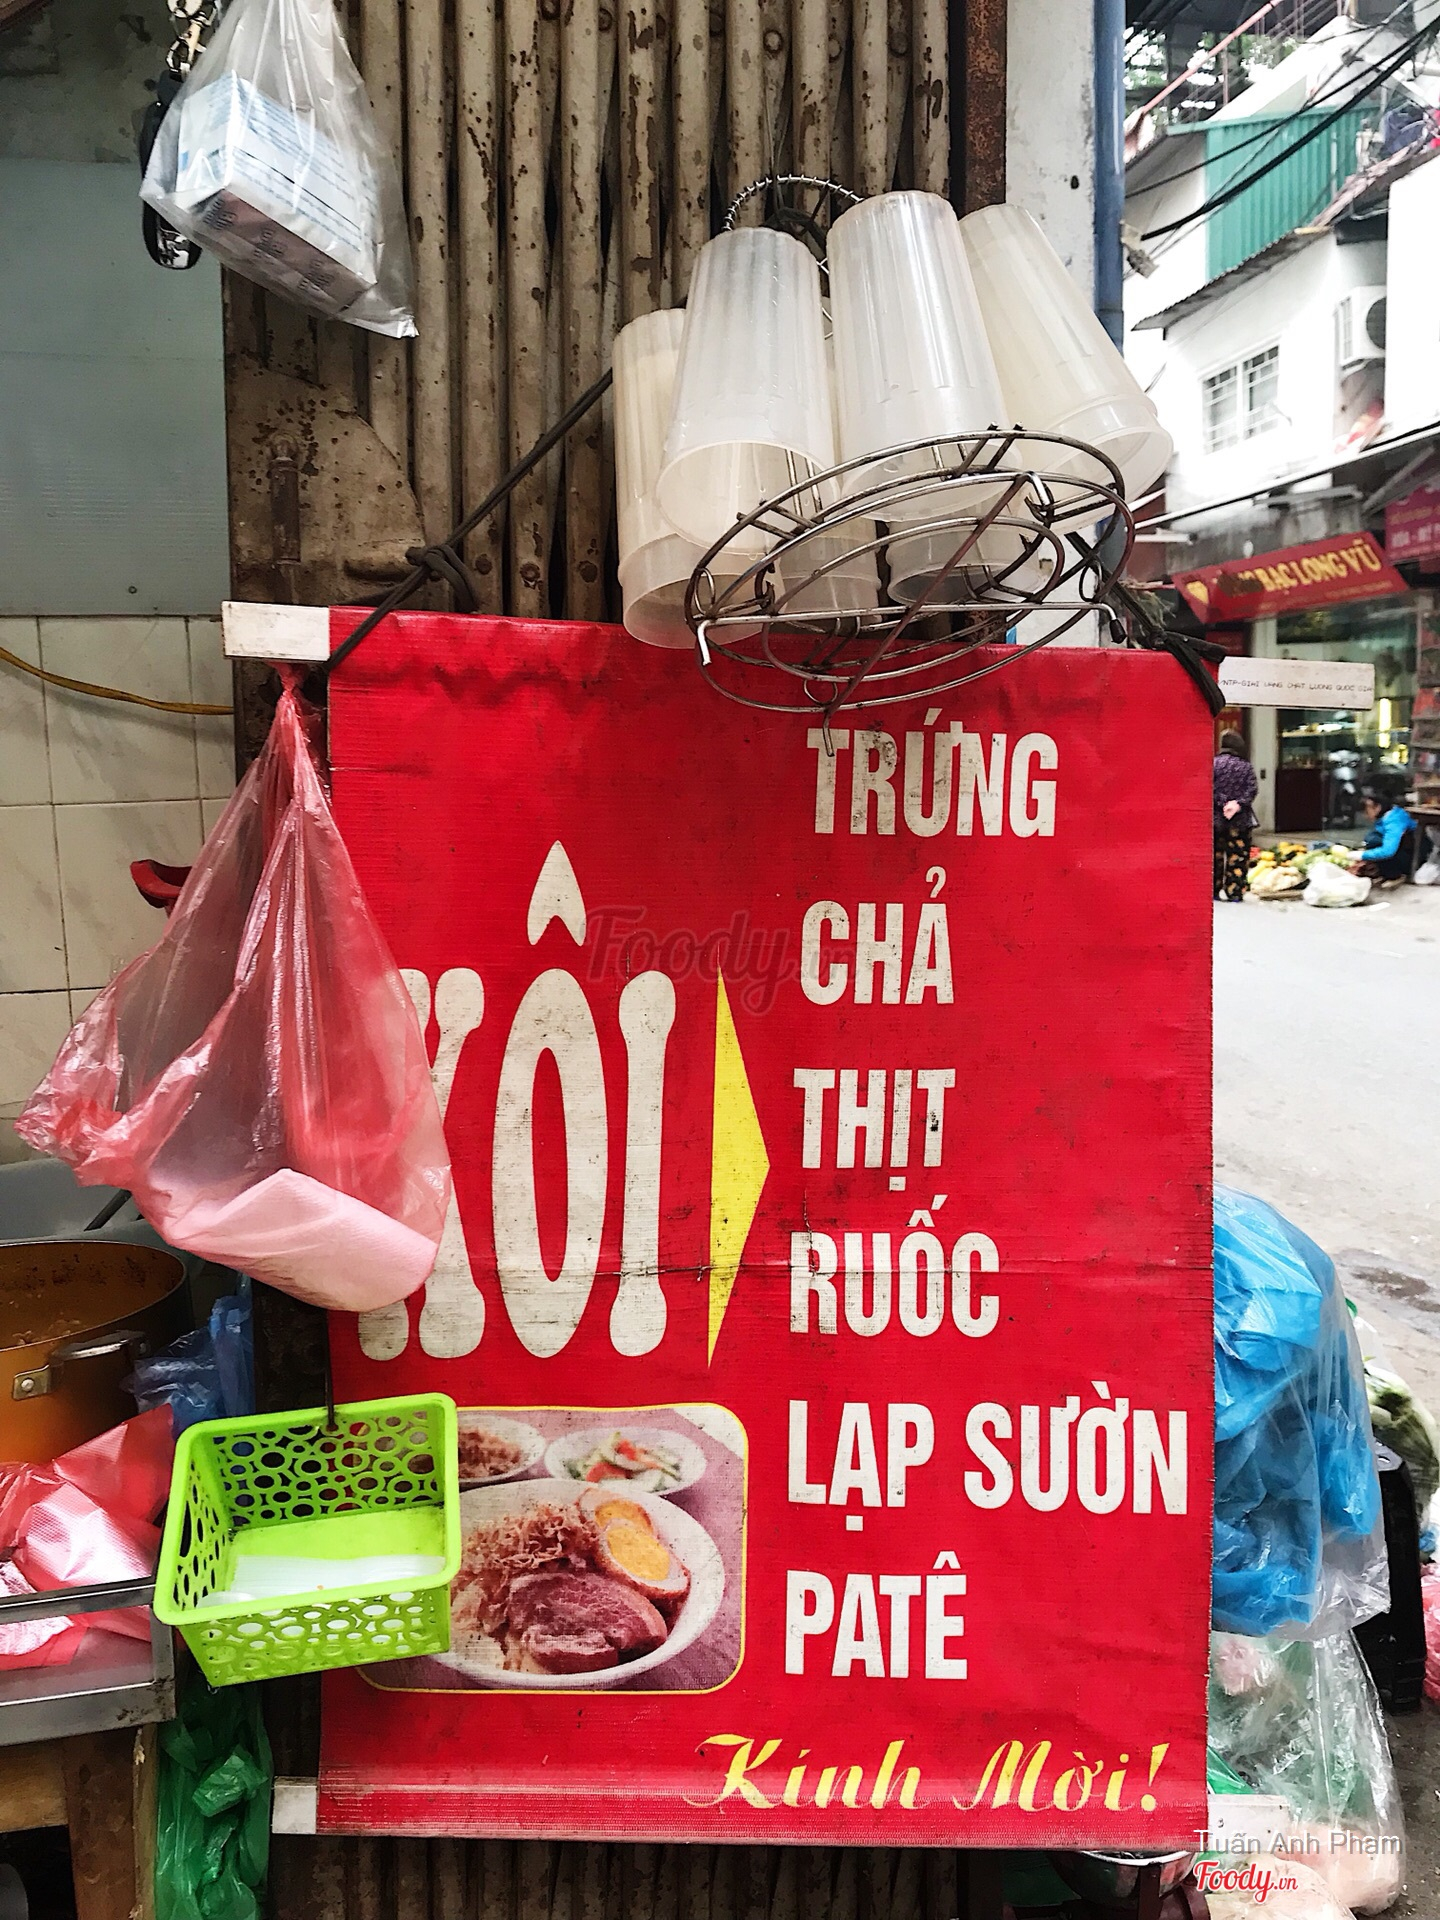 TRỨNG
CHẢ
THỊT
RUỐC
LẠP SƯỜN
PATÊ
XÔI
Kính Mời!
BẠC LONG VŨ
Foody.vn
Tuấn Anh Phạm
Foody.vn